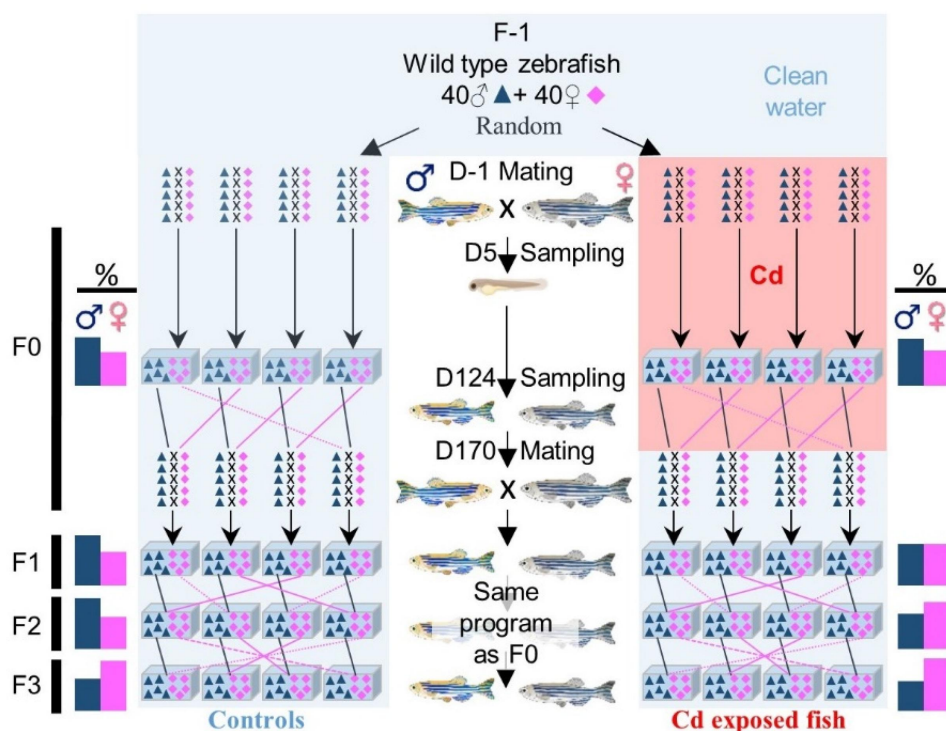 F-1
Wild type zebrafish
40♂ ▲+ 40♀ ◆
Random
Clean
water
X X X X
X X X X
X X X X
X X X X
X X X X
♂ D-1 Mating ♀
X
X X X X
X X X X
X X X X
X X X X
X X X X
D5 Sampling
Cd
%
♂ ♀
%
♂ ♀
F0
D124 Sampling
D170 Mating
X
X X X X
X X X X
X X X X
X X X X
X X X X
X X X X
X X X X
X X X X
X X X X
X X X X
F1
Same
program
as F0
F2
F3
Controls
Cd exposed fish